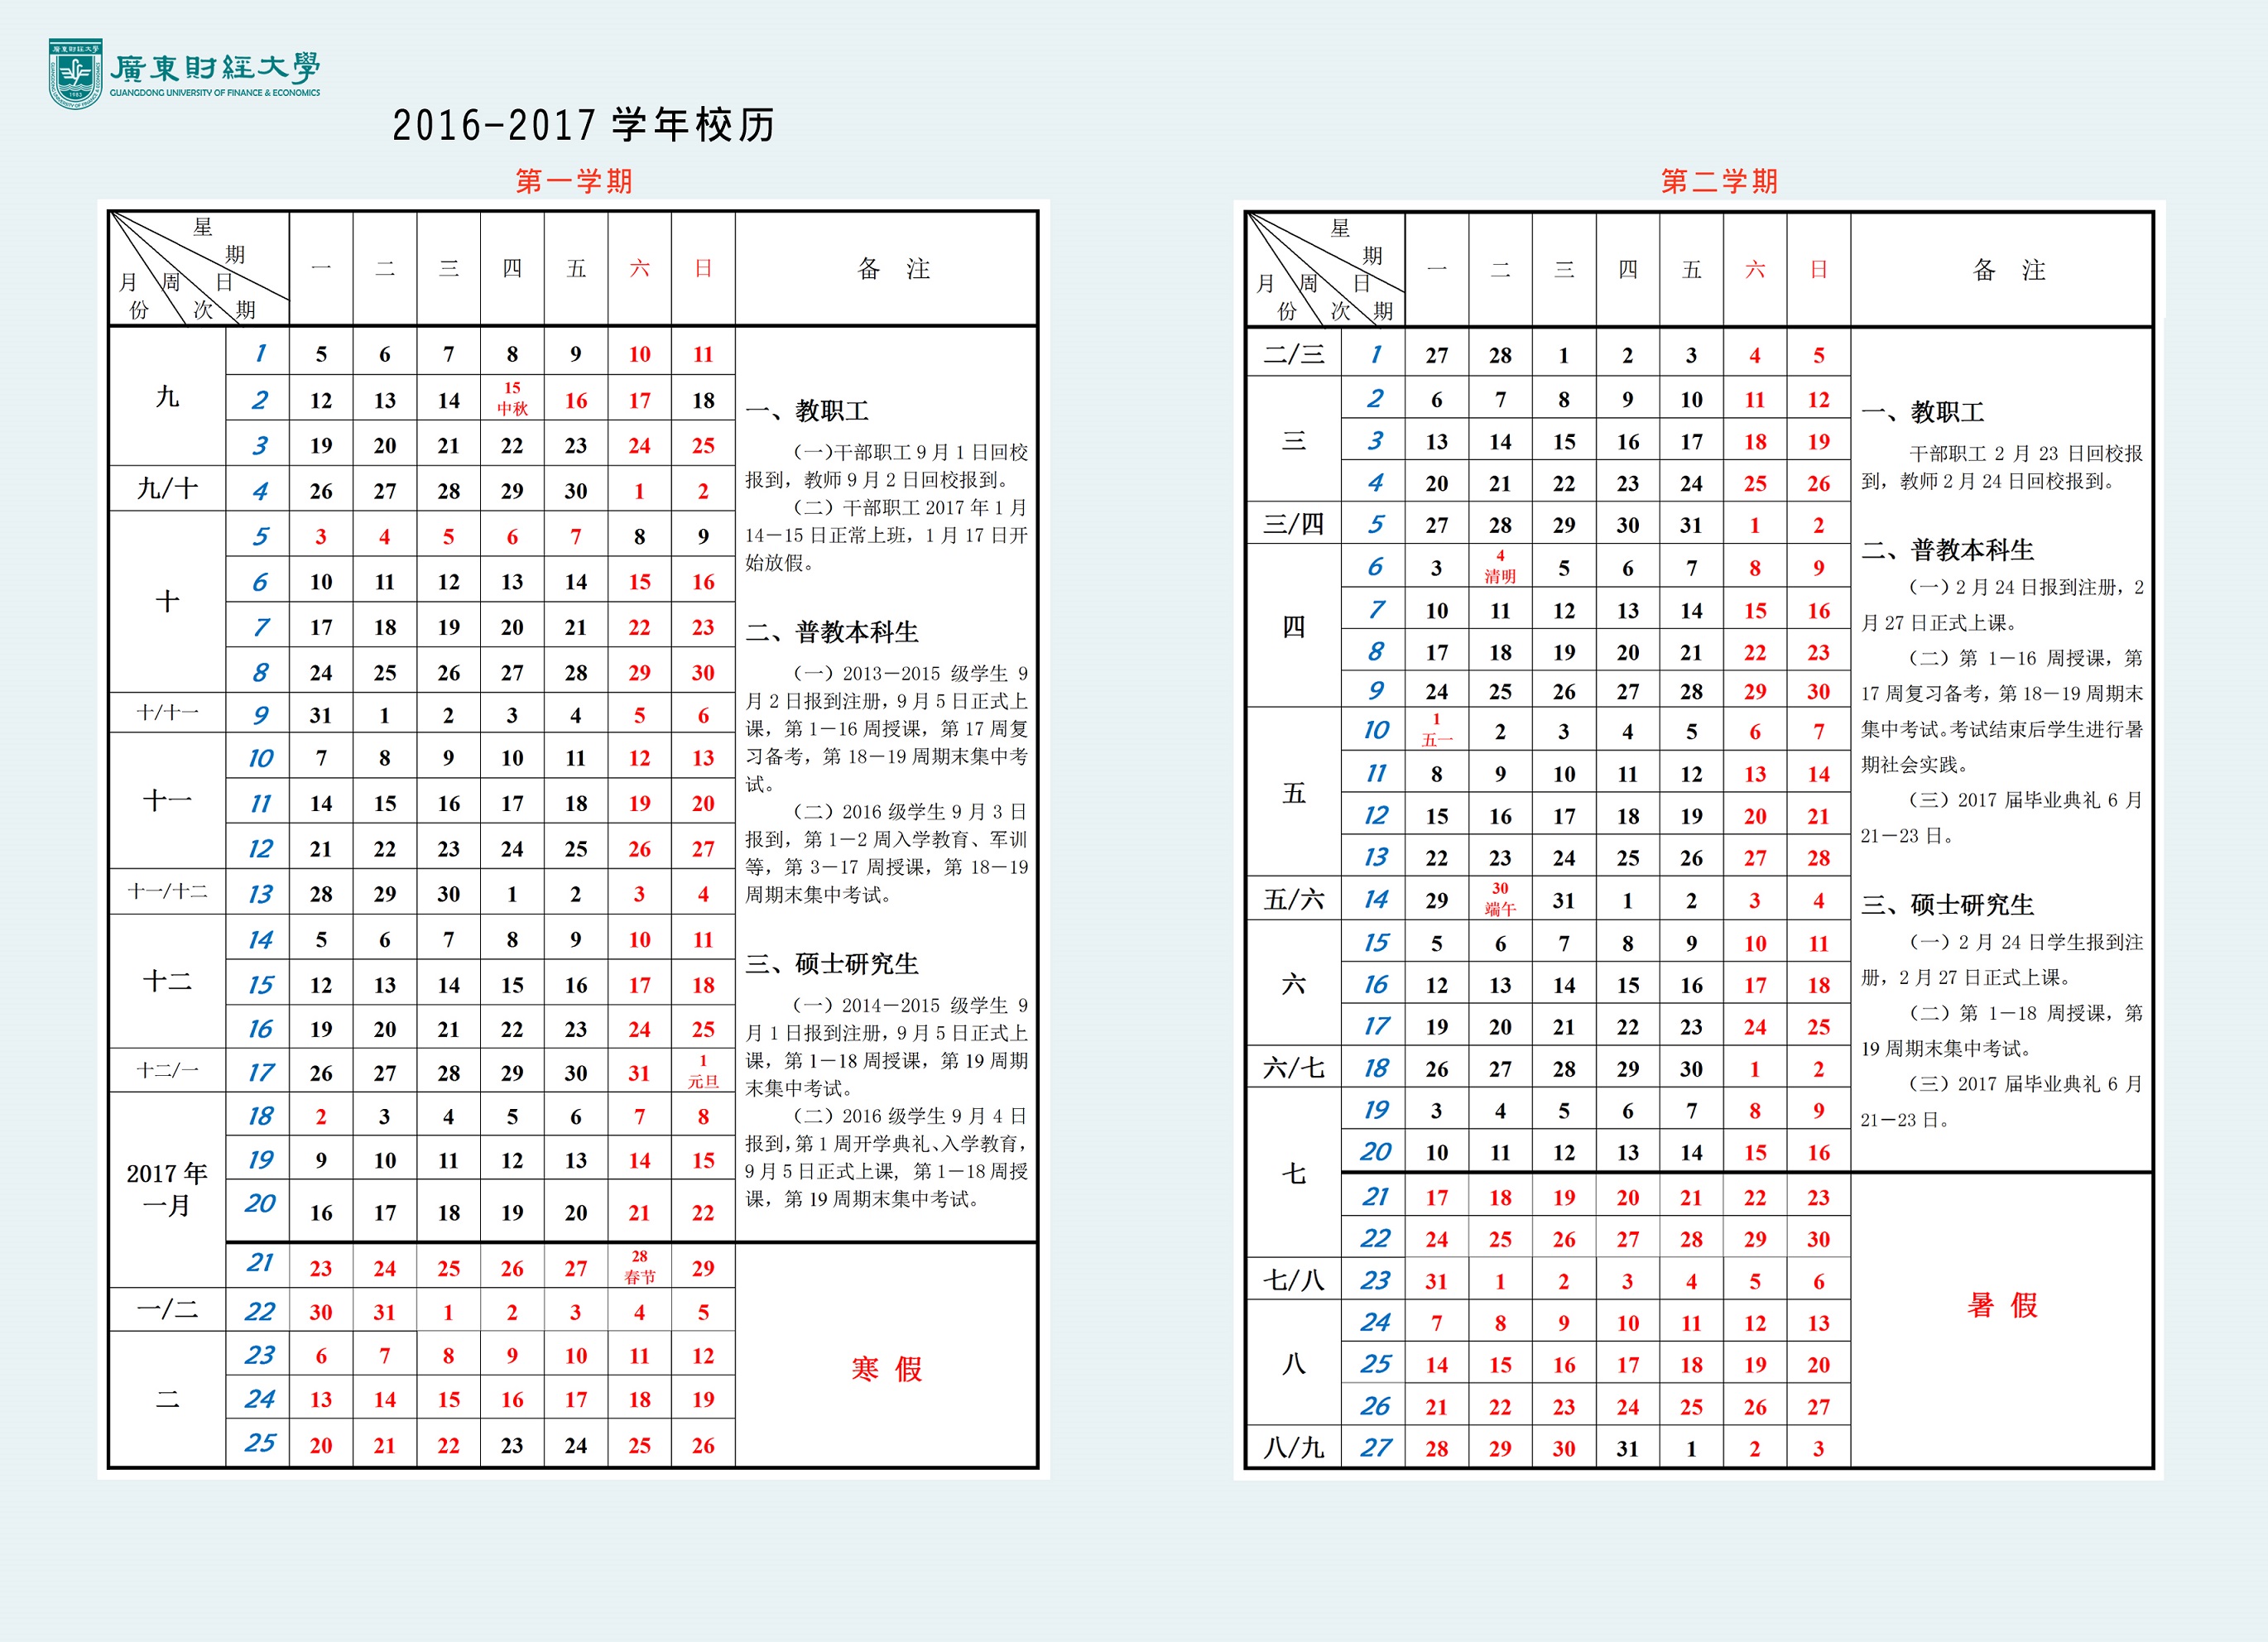 廣東財經大學
廣東財經大學
GUANGDONG UNIVERSITY OF FINANCE & ECONOMICS
1983
2016-2017 学年校历
第一学期
星期 日期 周次 月份 一 二 三 四 五 六 日 备 注
九 1 5 6 7 8 9 10 11
2 12 13 14 15 中秋 16 17 18
3 19 20 21 22 23 24 25
九/十 4 26 27 28 29 30 1 2
十 5 3 4 5 6 7 8 9
6 10 11 12 13 14 15 16
7 17 18 19 20 21 22 23
8 24 25 26 27 28 29 30
十/十一 9 31 1 2 3 4 5 6
十一 10 7 8 9 10 11 12 13
11 14 15 16 17 18 19 20
12 21 22 23 24 25 26 27
十一/十二 13 28 29 30 1 2 3 4
十二 14 5 6 7 8 9 10 11
15 12 13 14 15 16 17 18
16 19 20 21 22 23 24 25
十二/一 17 26 27 28 29 30 31 1 元旦
2017 年
一月
18 2 3 4 5 6 7 8
19 9 10 11 12 13 14 15
20 16 17 18 19 20 21 22
21 23 24 25 26 27 28 春节 29
一/二 22 30 31 1 2 3 4 5
二 23 6 7 8 9 10 11 12
24 13 14 15 16 17 18 19
25 20 21 22 23 24 25 26
一、教职工
（一）干部职工 9 月 1 日回校
报到，教师 9 月 2 日回校报到。
（二）干部职工 2017 年 1 月
14－15 日正常上班，1 月 17 日开
始放假。
二、普教本科生
（一）2013－2015 级学生 9
月 2 日报到注册，9 月 5 日正式上
课，第 1－16 周授课，第 17 周复
习备考，第 18－19 周期末集中考
试。
（二）2016 级学生 9 月 3 日
报到，第 1－2 周入学教育、军训
等，第 3－17 周授课，第 18－19
周期末集中考试。
三、硕士研究生
（一）2014－2015 级学生 9
月 1 日报到注册，9 月 5 日正式上
课，第 1－18 周授课，第 19 周期
末集中考试。
（二）2016 级学生 9 月 4 日
报到，第 1 周开学典礼、入学教育，
9 月 5 日正式上课，第 1－18 周授
课，第 19 周期末集中考试。
寒 假
第二学期
星期 日期 周次 月份 一 二 三 四 五 六 日 备 注
二/三 1 27 28 1 2 3 4 5
三 2 6 7 8 9 10 11 12
3 13 14 15 16 17 18 19
4 20 21 22 23 24 25 26
三/四 5 27 28 29 30 31 1 2
四 6 3 4 清明 5 6 7 8 9
7 10 11 12 13 14 15 16
8 17 18 19 20 21 22 23
9 24 25 26 27 28 29 30
五 10 1 五一 2 3 4 5 6 7
11 8 9 10 11 12 13 14
12 15 16 17 18 19 20 21
13 22 23 24 25 26 27 28
五/六 14 29 30 端午 31 1 2 3 4
六 15 5 6 7 8 9 10 11
16 12 13 14 15 16 17 18
17 19 20 21 22 23 24 25
六/七 18 26 27 28 29 30 1 2
七 19 3 4 5 6 7 8 9
20 10 11 12 13 14 15 16
21 17 18 19 20 21 22 23
22 24 25 26 27 28 29 30
七/八 23 31 1 2 3 4 5 6
八 24 7 8 9 10 11 12 13
25 14 15 16 17 18 19 20
26 21 22 23 24 25 26 27
八/九 27 28 29 30 31 1 2 3
一、教职工
干部职工 2 月 23 日回校报
到，教师 2 月 24 日回校报到。
二、普教本科生
（一）2 月 24 日报到注册，2
月 27 日正式上课。
（二）第 1－16 周授课，第
17 周复习备考，第 18－19 周期末
集中考试。考试结束后学生进行暑
期社会实践。
（三）2017 届毕业典礼 6 月
21－23 日。
三、硕士研究生
（一）2 月 24 日学生报到注
册，2 月 27 日正式上课。
（二）第 1－18 周授课，第
19 周期末集中考试。
（三）2017 届毕业典礼 6 月
21－23 日。
暑 假